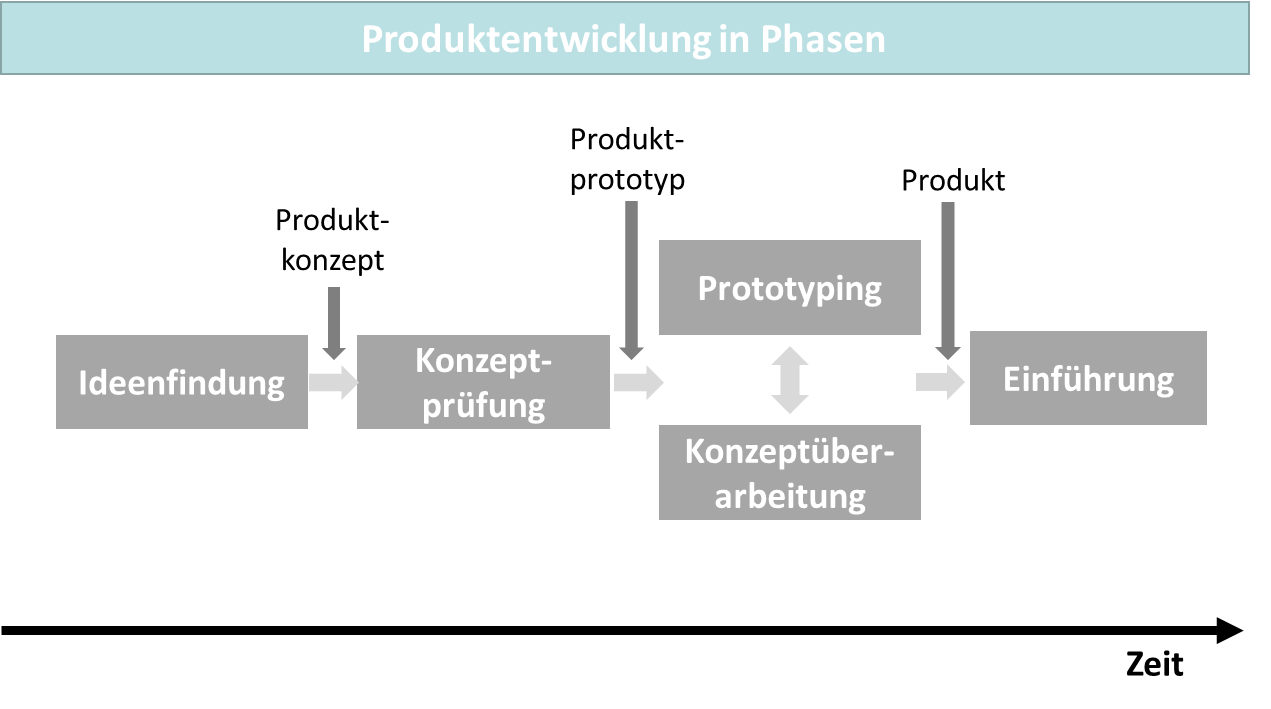 Produktentwicklung in Phasen
Produkt-
prototyp
Produkt
Produkt-
konzept
Prototyping
Ideenfindung
Konzept-
prüfung
Einführung
Konzeptüber-
arbeitung
Zeit